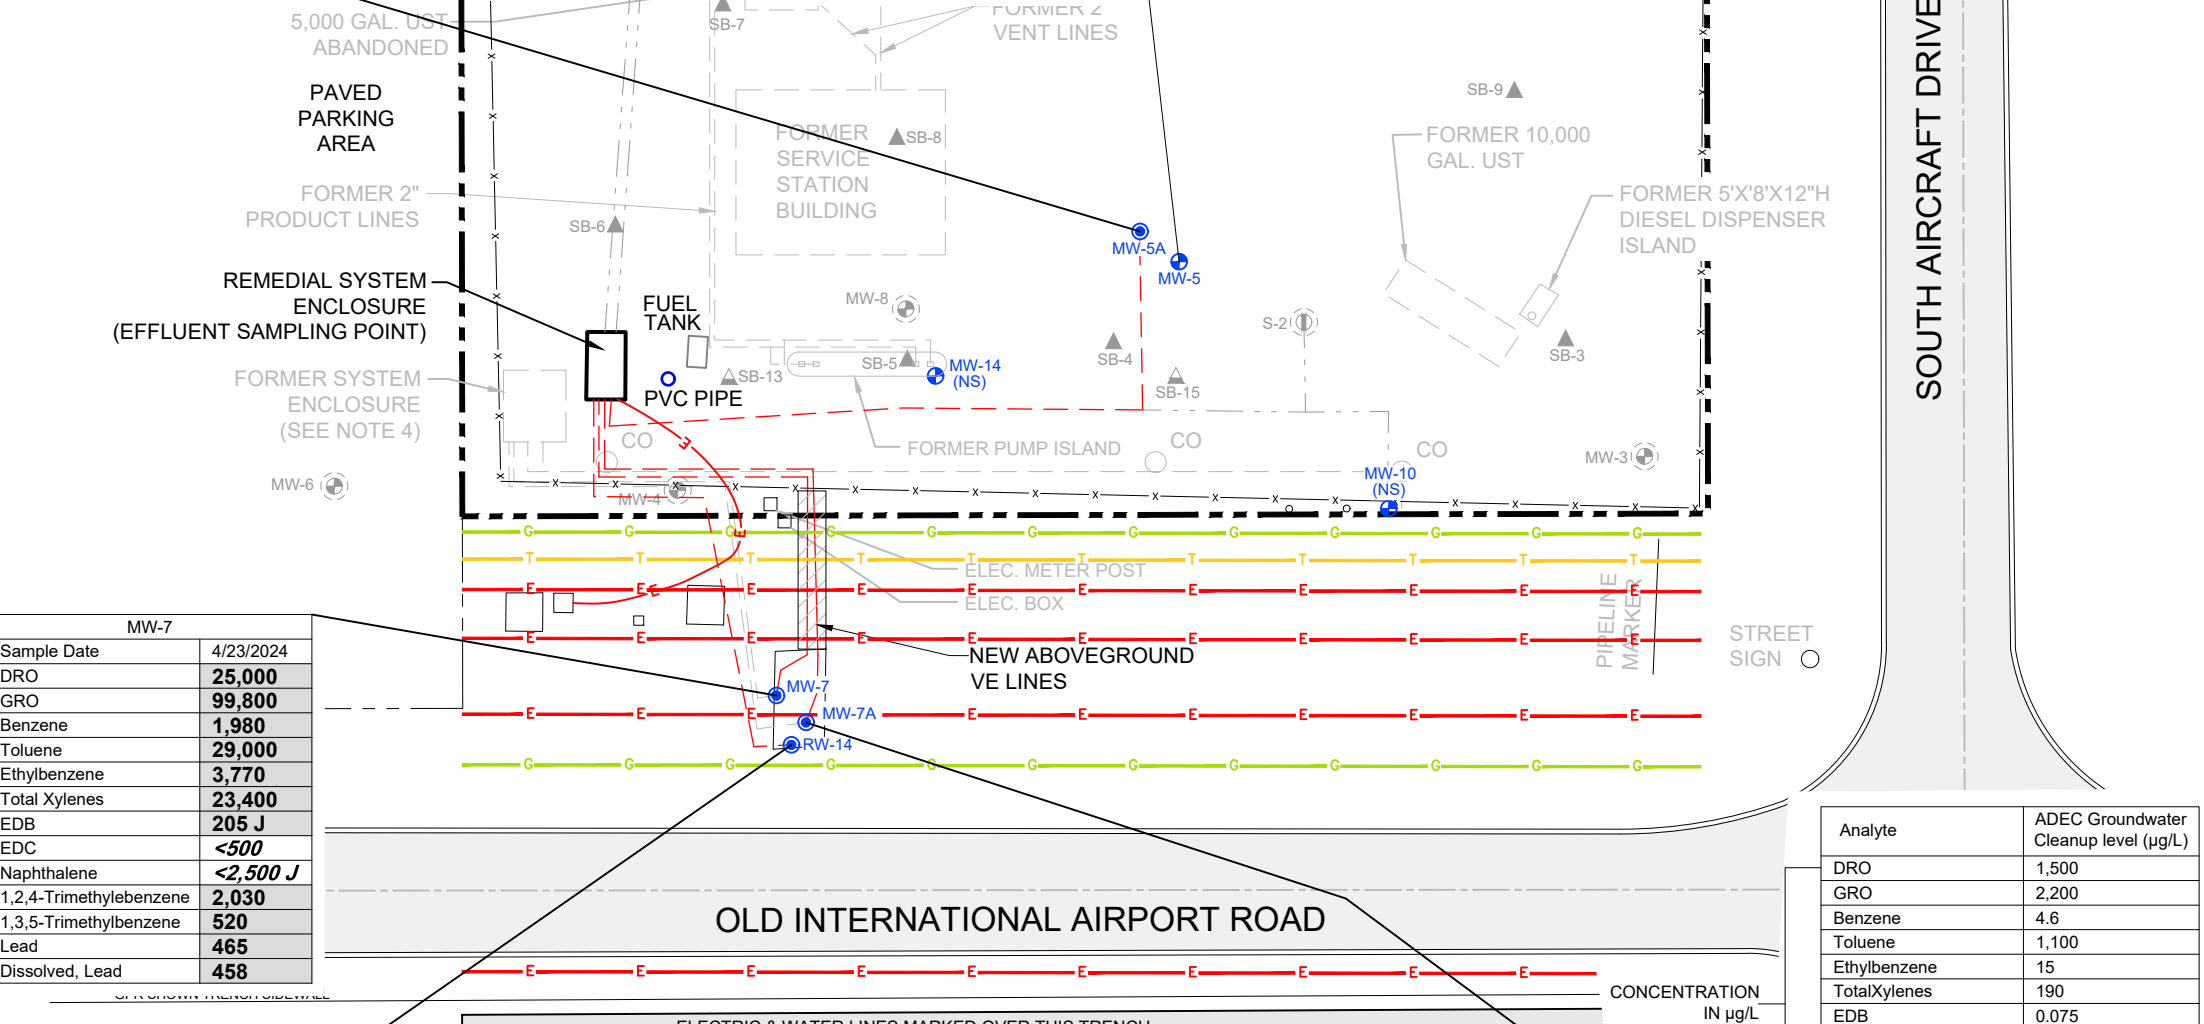 5,000 GAL. UST
ABANDONED
SB-7
FORMER 2
VENT LINES
SOUTH AIRCRAFT DRIVE
PAVED
PARKING
AREA
SB-9
FORMER
SERVICE
STATION
BUILDING
SB-8
FORMER 10,000
GAL. UST
FORMER 2"
PRODUCT LINES
SB-6
FORMER 5'X'8'X12"H
DIESEL DISPENSER
ISLAND
MW-5A
MW-5
REMEDIAL SYSTEM
ENCLOSURE
(EFFLUENT SAMPLING POINT)
FUEL
TANK
MW-8
S-2
SB-4
SB-3
SB-5
MW-14
(NS)
SB-13
SB-15
PVC PIPE
FORMER SYSTEM
ENCLOSURE
(SEE NOTE 4)
CO
CO
CO
FORMER PUMP ISLAND
MW-3
MW-6
MW-4
MW-10
(NS)
G G G G G G G G G G G G
T T T T T T T T T T T
ELEC. METER POST
E E E E E E E E E E E
ELEC. BOX
PIPELINE
MARKER
E E E E E E E E E E E
STREET
SIGN
NEW ABOVEGROUND
VE LINES
MW-7
MW-7A
E E E E E E E E E E E
RW-14
G G G G G G G G G G G G
MW-7
Sample Date 4/23/2024
DRO 25,000
GRO 99,800
Benzene 1,980
Toluene 29,000
Ethylbenzene 3,770
Total Xylenes 23,400
EDB 205 J
EDC <500
Naphthalene <2,500 J
1,2,4-Trimethylebenzene 2,030
1,3,5-Trimethylbenzene 520
Lead 465
Dissolved, Lead 458
OLD INTERNATIONAL AIRPORT ROAD
E E E E E E E E E E
Analyte ADEC Groundwater
Cleanup level (µg/L)
DRO 1,500
GRO 2,200
Benzene 4.6
Toluene 1,100
Ethylbenzene 15
TotalXylenes 190
EDB 0.075
CONCENTRATION
IN µg/L
ELECTRIC & WATER LINES MARKED OVER THIS TRENCH